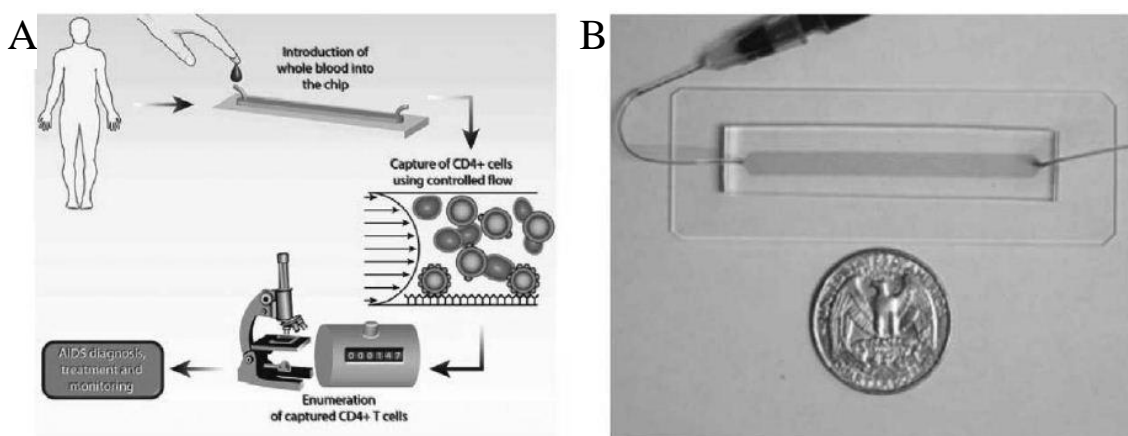 A
B
Introduction of
whole blood into
the chip
Capture of CD4+ cells
using controlled flow
000147
AIDS diagnosis,
treatment and
monitoring
Enumeration
of captured CD4+ T cells